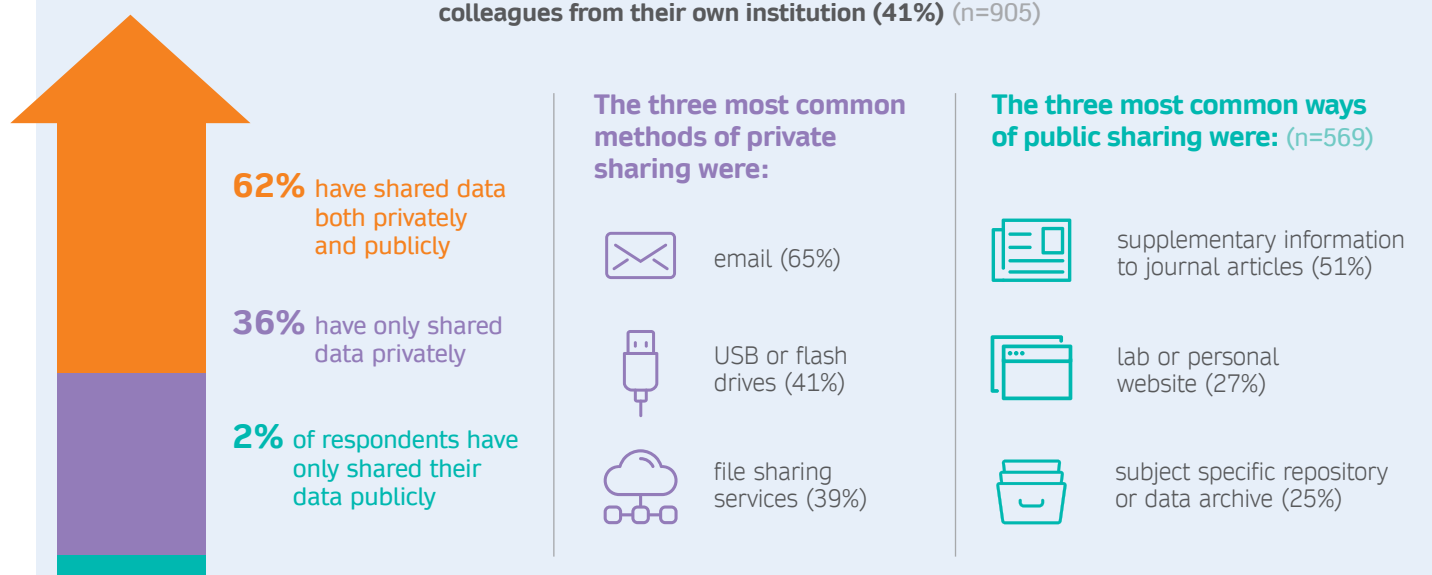 colleagues from their own institution (41%) (n=905)
62% have shared data
both privately
and publicly
36% have only shared
data privately
2% of respondents have
only shared their
data publicly
The three most common
methods of private
sharing were:
email (65%)
USB or flash
drives (41%)
file sharing
services (39%)
The three most common ways
of public sharing were: (n=569)
supplementary information
to journal articles (51%)
lab or personal
website (27%)
subject specific repository
or data archive (25%)